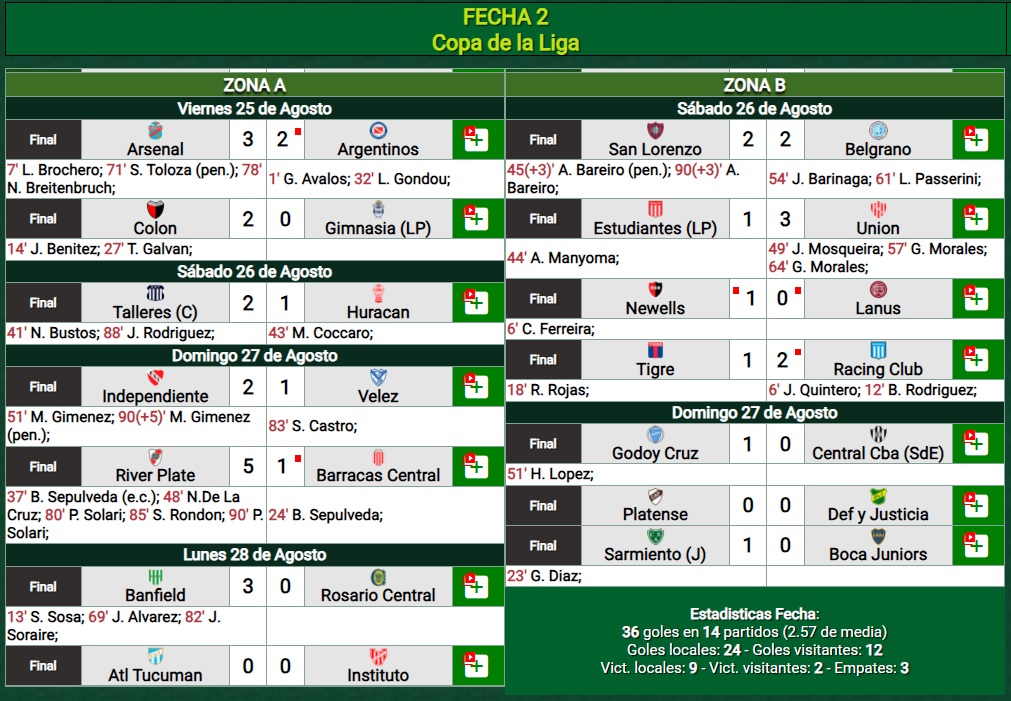 FECHA 2
Copa de la Liga
ZONA A
Viernes 25 de Agosto
Final Arsenal 3 2 Argentinos
7' L. Brochero; 71' S. Toloza (pen.); 78'
N. Breitenbruch;
1' G. Avalos; 32' L. Gondou;
Final Colon 2 0 Gimnasia (LP)
14' J. Benitez; 27' T. Galvan;
Sábado 26 de Agosto
Final Talleres (C) 2 1 Huracan
41' N. Bustos; 88' J. Rodriguez;
43' M. Coccaro;
Domingo 27 de Agosto
Final Independiente 2 1 Velez
51' M. Gimenez; 90(+5)' M. Gimenez
(pen.);
83' S. Castro;
Final River Plate 5 1 Barracas Central
37' B. Sepulveda (e.c.); 48' N.De La
Cruz; 80' P. Solari; 85' S. Rondon; 90' P.
Solari;
24' B. Sepulveda;
Lunes 28 de Agosto
Final Banfield 3 0 Rosario Central
13' S. Sosa; 69' J. Alvarez; 82' J.
Soraire;
Final Atl Tucuman 0 0 Instituto
ZONA B
Sábado 26 de Agosto
Final San Lorenzo 2 2 Belgrano
45(+3)' A. Bareiro (pen.); 90(+3)' A.
Bareiro;
54' J. Barinaga; 61' L. Passerini;
Final Estudiantes (LP) 1 3 Union
44' A. Manyoma;
49' J. Mosqueira; 57' G. Morales;
64' G. Morales;
Final Newells 1 0 Lanus
6' C. Ferreira;
Final Tigre 1 2 Racing Club
18' R. Rojas;
6' J. Quintero; 12' B. Rodriguez;
Domingo 27 de Agosto
Final Godoy Cruz 1 0 Central Cba (SdE)
51' H. Lopez;
Final Platense 0 0 Def y Justicia
Final Sarmiento (J) 1 0 Boca Juniors
23' G. Diaz;
Estadisticas Fecha:
36 goles en 14 partidos (2.57 de media)
Goles locales: 24 - Goles visitantes: 12
Vict. locales: 9 - Vict. visitantes: 2 - Empates: 3